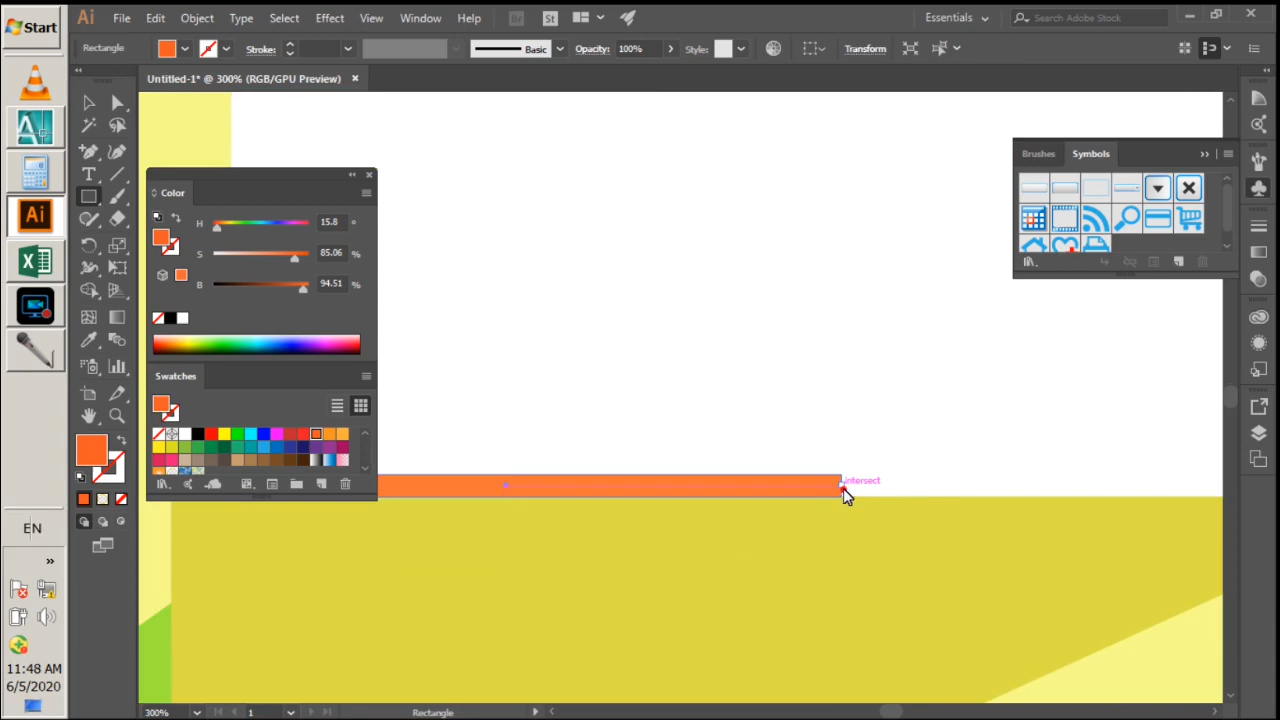 Start
Ai File Edit Object Type Select Effect View Window Help Br St Essentials Search Adobe Stock
Rectangle Stroke: Basic Opacity: 100% Style: Transform
Untitled-1* @ 300% (RGB/GPU Preview)
Brushes Symbols
Color
H 15.8 °
S 85.06 %
B 94.51 %
Swatches
intersect
EN
11:48 AM
6/5/2020
300% 1 Rectangle